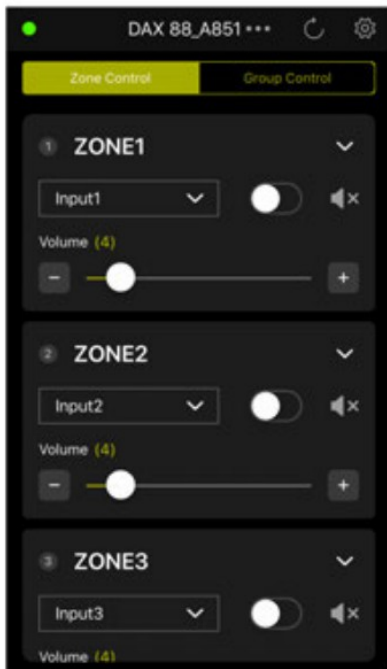 DAX 88_A851•••
Zone Control
Group Control
1 ZONE1
Input1
Volume (4)
− +
2 ZONE2
Input2
Volume (4)
− +
3 ZONE3
Input3
Volume (4)